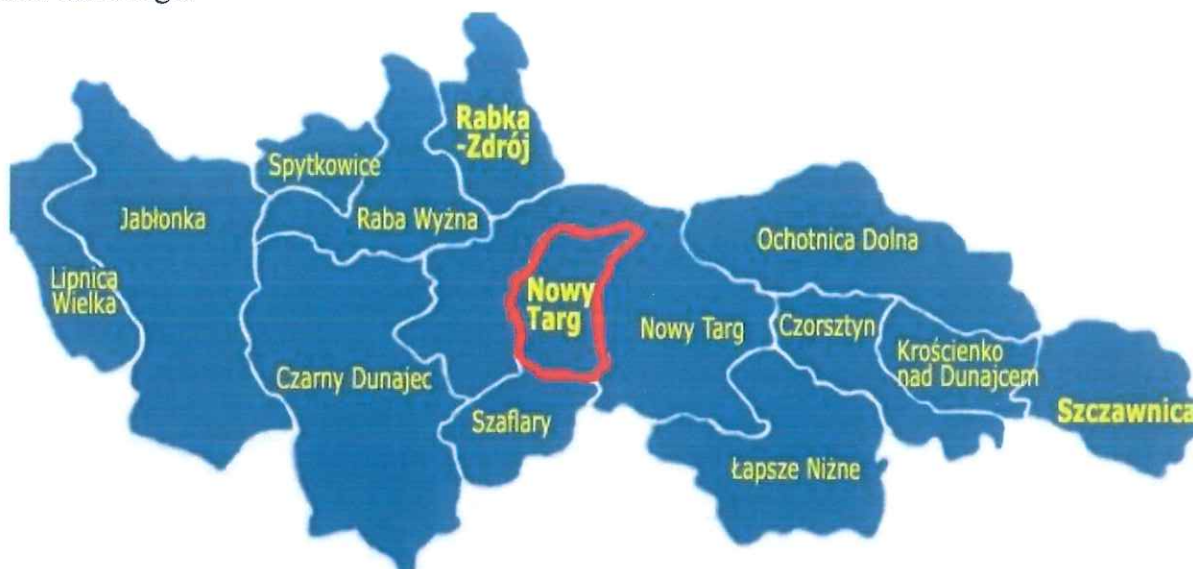 Rabka
-Zdrój
Spytkowice
Jabłonka
Raba Wyżna
Ochotnica Dolna
Lipnica
Wielka
Nowy
Targ
Nowy Targ
Czorsztyn
Krościenko
nad Dunajcem
Czarny Dunajec
Szaflary
Szczawnica
Łapsze Niżne